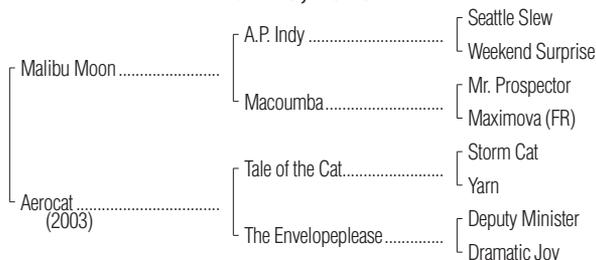 Seattle Slew
A.P. Indy
Weekend Surprise
Malibu Moon
Mr. Prospector
Macoumba
Maximova (FR)
Storm Cat
Tale of the Cat
Yarn
Aerocat
(2003)
Deputy Minister
The Envelopeplease
Dramatic Joy